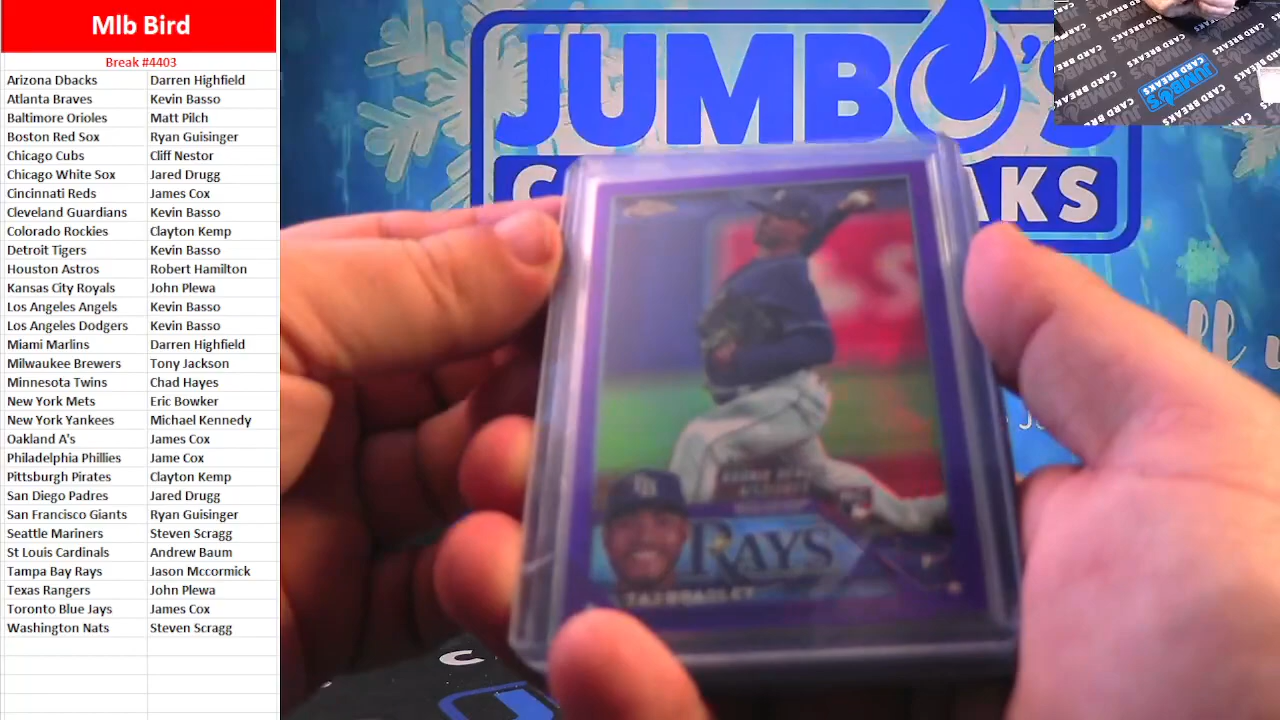 Mlb Bird
Break #4403
Arizona Dbacks Darren Highfield
Atlanta Braves Kevin Basso
Baltimore Orioles Matt Pilch
Boston Red Sox Ryan Guisinger
Chicago Cubs Cliff Nestor
Chicago White Sox Jared Drugg
Cincinnati Reds James Cox
Cleveland Guardians Kevin Basso
Colorado Rockies Clayton Kemp
Detroit Tigers Kevin Basso
Houston Astros Robert Hamilton
Kansas City Royals John Plewa
Los Angeles Angels Kevin Basso
Los Angeles Dodgers Kevin Basso
Miami Marlins Darren Highfield
Milwaukee Brewers Tony Jackson
Minnesota Twins Chad Hayes
New York Mets Eric Bowker
New York Yankees Michael Kennedy
Oakland A's James Cox
Philadelphia Phillies Jame Cox
Pittsburgh Pirates Clayton Kemp
San Diego Padres Jared Drugg
San Francisco Giants Ryan Guisinger
Seattle Mariners Steven Scragg
St Louis Cardinals Andrew Baum
Tampa Bay Rays Jason Mccormick
Texas Rangers John Plewa
Toronto Blue Jays James Cox
Washington Nats Steven Scragg
JUMBO'S
RAYS
TAJ BRADLEY
JUMBO'S
CARD BREAKS